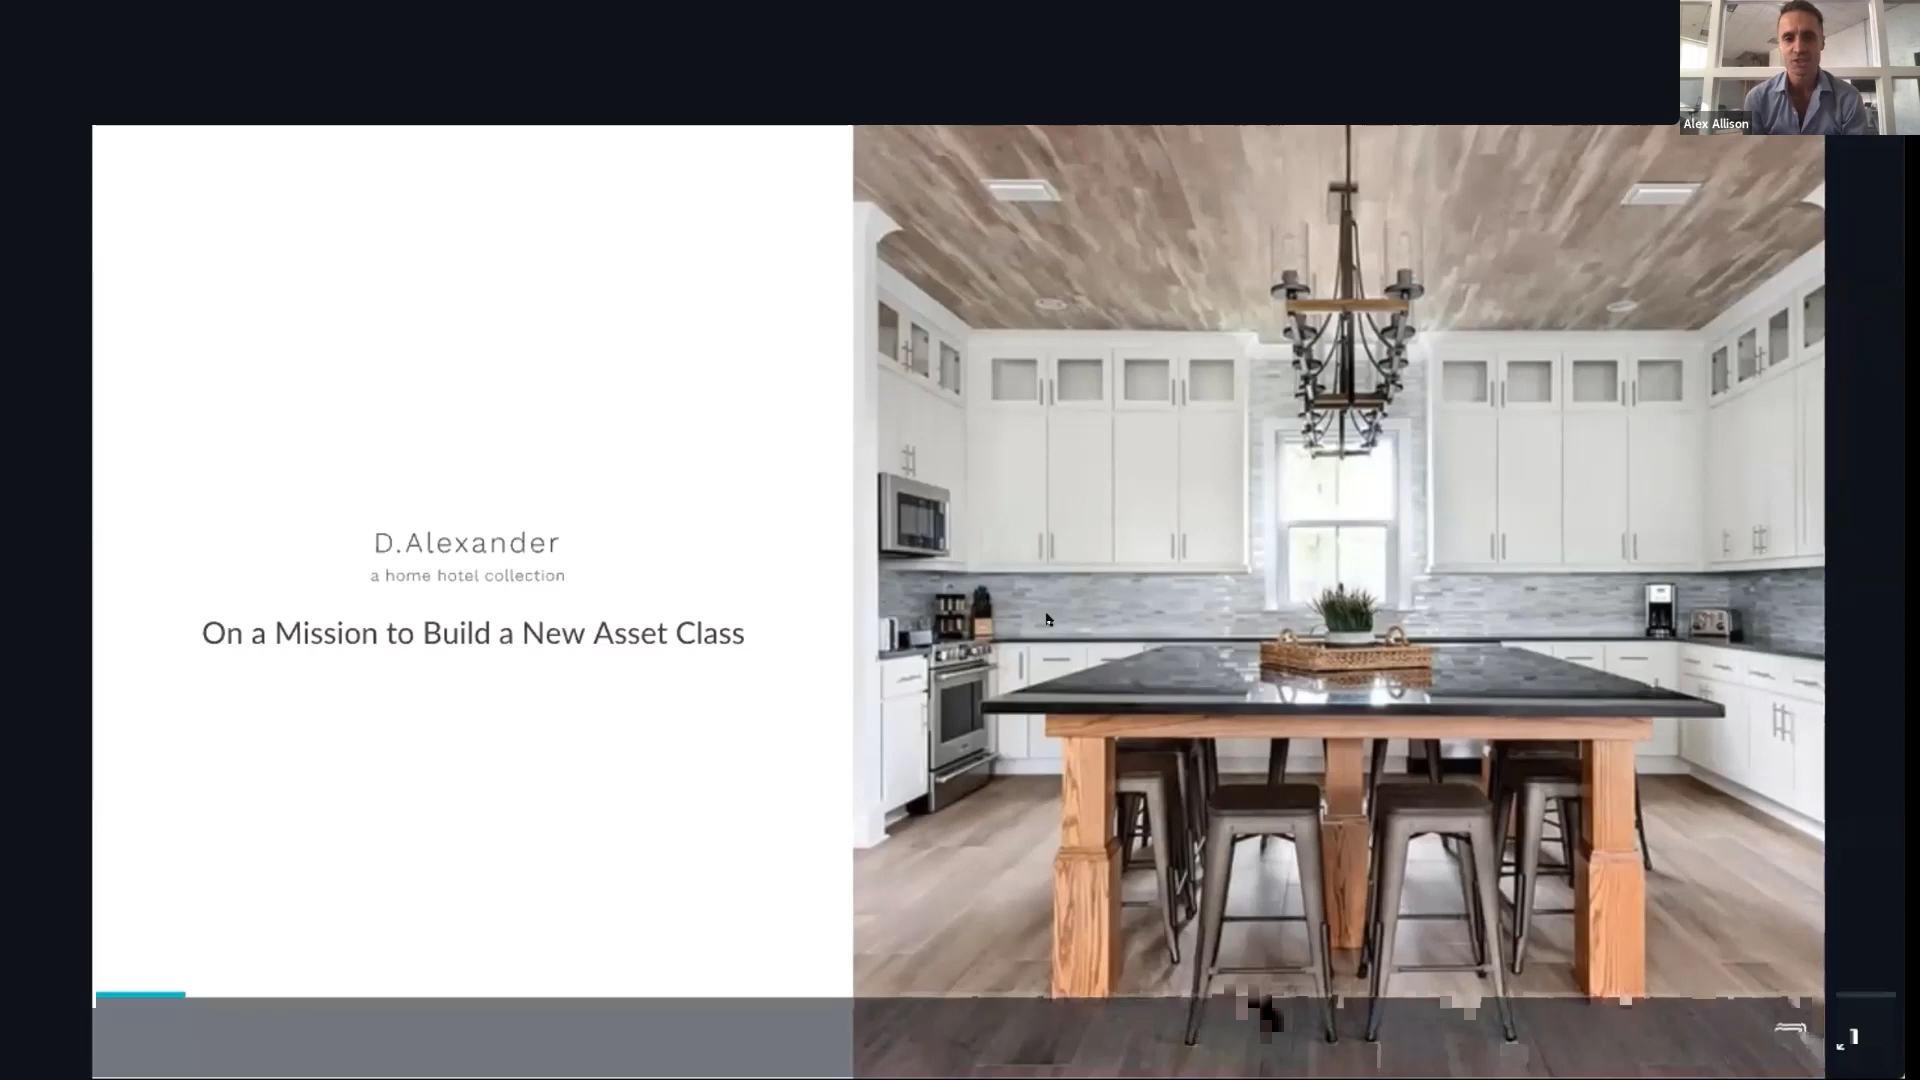 Alex Allison
D.Alexander
a home hotel collection
On a Mission to Build a New Asset Class